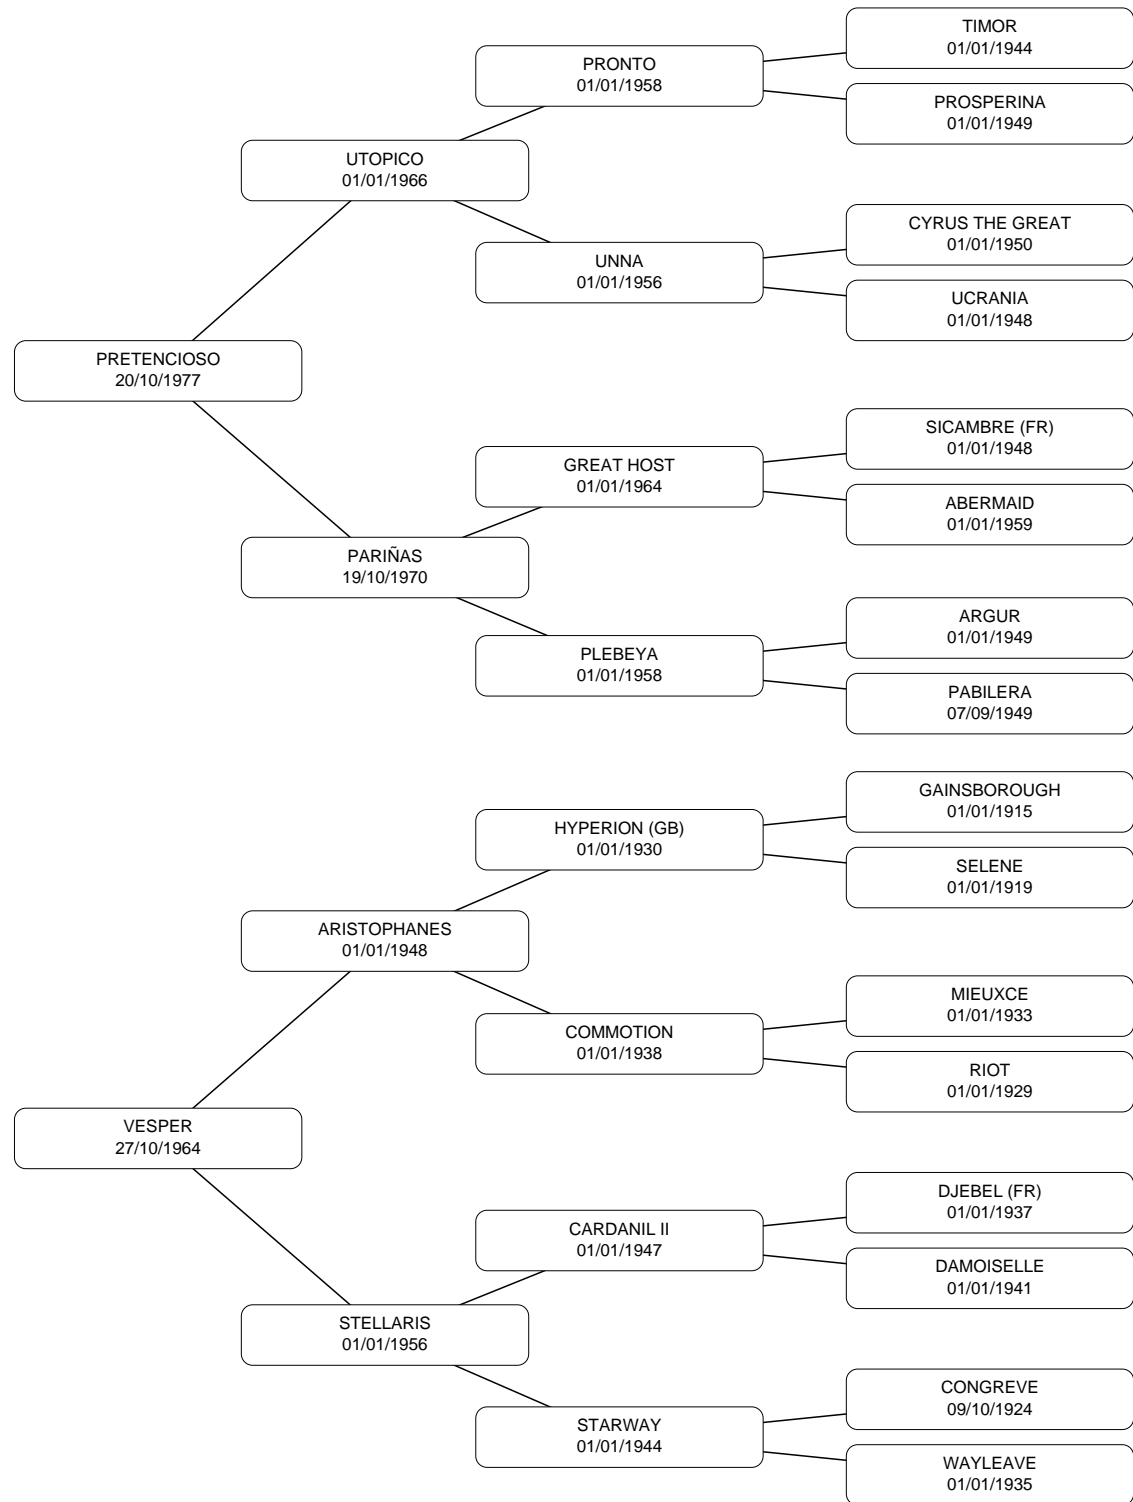 TIMOR
01/01/1944
PRONTO
01/01/1958
PROSPERINA
01/01/1949
UTOPICO
01/01/1966
CYRUS THE GREAT
01/01/1950
UNNA
01/01/1956
UCRANIA
01/01/1948
PRETENCIOSO
20/10/1977
SICAMBRE (FR)
01/01/1948
GREAT HOST
01/01/1964
ABERMAID
01/01/1959
PARIÑAS
19/10/1970
ARGUR
01/01/1949
PLEBEYA
01/01/1958
PABILERA
07/09/1949
GAINSBOROUGH
01/01/1915
HYPERION (GB)
01/01/1930
SELENE
01/01/1919
ARISTOPHANES
01/01/1948
MIEUXCE
01/01/1933
COMMOTION
01/01/1938
RIOT
01/01/1929
VESPER
27/10/1964
DJEBEL (FR)
01/01/1937
CARDANIL II
01/01/1947
DAMOISELLE
01/01/1941
STELLARIS
01/01/1956
CONGREVE
09/10/1924
STARWAY
01/01/1944
WAYLEAVE
01/01/1935